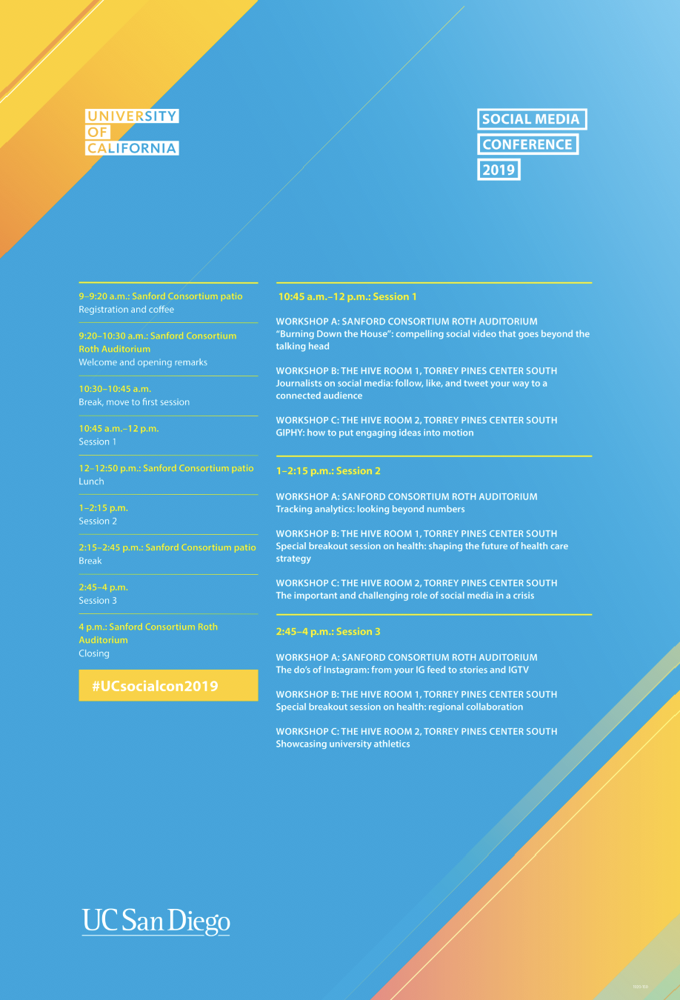 UNIVERSITY
OF
CALIFORNIA
SOCIAL MEDIA
CONFERENCE
2019
9–9:20 a.m.: Sanford Consortium patio
Registration and coffee
9:20–10:30 a.m.: Sanford Consortium
Roth Auditorium
Welcome and opening remarks
10:30–10:45 a.m.
Break, move to first session
10:45 a.m.–12 p.m.
Session 1
12–12:50 p.m.: Sanford Consortium patio
Lunch
1–2:15 p.m.
Session 2
2:15–2:45 p.m.: Sanford Consortium patio
Break
2:45–4 p.m.
Session 3
4 p.m.: Sanford Consortium Roth
Auditorium
Closing
#UCsocialcon2019
10:45 a.m.–12 p.m.: Session 1
WORKSHOP A: SANFORD CONSORTIUM ROTH AUDITORIUM
“Burning Down the House”: compelling social video that goes beyond the
talking head
WORKSHOP B: THE HIVE ROOM 1, TORREY PINES CENTER SOUTH
Journalists on social media: follow, like, and tweet your way to a
connected audience
WORKSHOP C: THE HIVE ROOM 2, TORREY PINES CENTER SOUTH
GIPHY: how to put engaging ideas into motion
1–2:15 p.m.: Session 2
WORKSHOP A: SANFORD CONSORTIUM ROTH AUDITORIUM
Tracking analytics: looking beyond numbers
WORKSHOP B: THE HIVE ROOM 1, TORREY PINES CENTER SOUTH
Special breakout session on health: shaping the future of health care
strategy
WORKSHOP C: THE HIVE ROOM 2, TORREY PINES CENTER SOUTH
The important and challenging role of social media in a crisis
2:45–4 p.m.: Session 3
WORKSHOP A: SANFORD CONSORTIUM ROTH AUDITORIUM
The do’s of Instagram: from your IG feed to stories and IGTV
WORKSHOP B: THE HIVE ROOM 1, TORREY PINES CENTER SOUTH
Special breakout session on health: regional collaboration
WORKSHOP C: THE HIVE ROOM 2, TORREY PINES CENTER SOUTH
Showcasing university athletics
UC San Diego